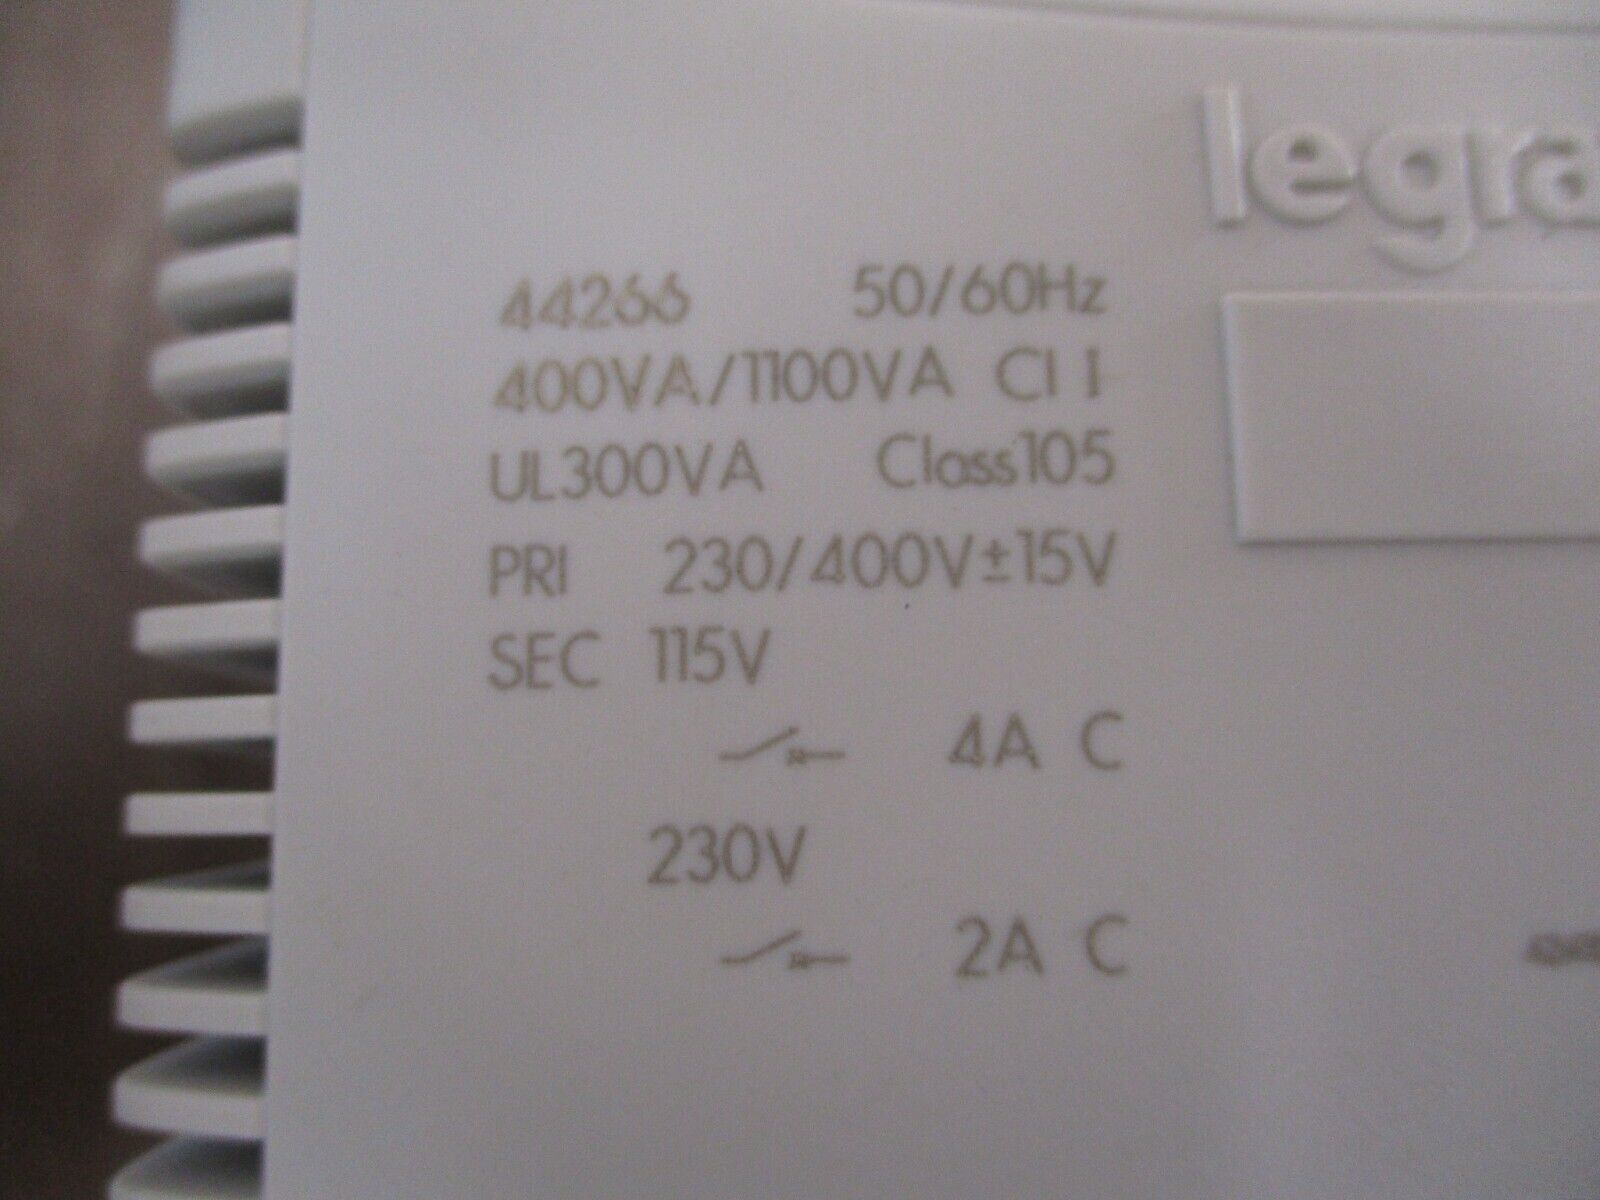 legra
44266 50/60Hz
400VA/1100VA Cl I
UL300VA Class105
PRI 230/400V±15V
SEC 115V
4A C
230V
2A C